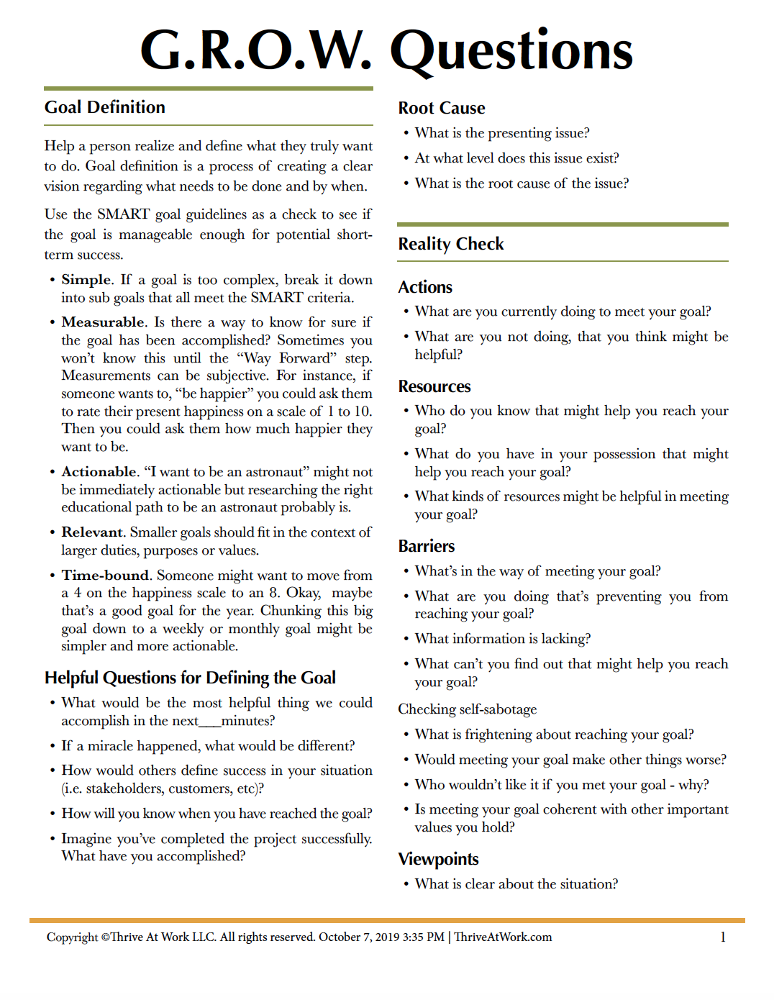 G.R.O.W. Questions
Goal Definition
Help a person realize and define what they truly want
to do. Goal definition is a process of creating a clear
vision regarding what needs to be done and by when.
Use the SMART goal guidelines as a check to see if
the goal is manageable enough for potential short-
term success.
• Simple. If a goal is too complex, break it down
into sub goals that all meet the SMART criteria.
• Measurable. Is there a way to know for sure if
the goal has been accomplished? Sometimes you
won’t know this until the “Way Forward” step.
Measurements can be subjective. For instance, if
someone wants to, “be happier” you could ask them
to rate their present happiness on a scale of 1 to 10.
Then you could ask them how much happier they
want to be.
• Actionable. “I want to be an astronaut” might not
be immediately actionable but researching the right
educational path to be an astronaut probably is.
• Relevant. Smaller goals should fit in the context of
larger duties, purposes or values.
• Time-bound. Someone might want to move from
a 4 on the happiness scale to an 8. Okay, maybe
that’s a good goal for the year. Chunking this big
goal down to a weekly or monthly goal might be
simpler and more actionable.
Helpful Questions for Defining the Goal
• What would be the most helpful thing we could
accomplish in the next___minutes?
• If a miracle happened, what would be different?
• How would others define success in your situation
(i.e. stakeholders, customers, etc)?
• How will you know when you have reached the goal?
• Imagine you’ve completed the project successfully.
What have you accomplished?
Root Cause
• What is the presenting issue?
• At what level does this issue exist?
• What is the root cause of the issue?
Reality Check
Actions
• What are you currently doing to meet your goal?
• What are you not doing, that you think might be
helpful?
Resources
• Who do you know that might help you reach your
goal?
• What do you have in your possession that might
help you reach your goal?
• What kinds of resources might be helpful in meeting
your goal?
Barriers
• What’s in the way of meeting your goal?
• What are you doing that’s preventing you from
reaching your goal?
• What information is lacking?
• What can’t you find out that might help you reach
your goal?
Checking self-sabotage
• What is frightening about reaching your goal?
• Would meeting your goal make other things worse?
• Who wouldn’t like it if you met your goal - why?
• Is meeting your goal coherent with other important
values you hold?
Viewpoints
• What is clear about the situation?
Copyright ©Thrive At Work LLC. All rights reserved. October 7, 2019 3:35 PM | ThriveAtWork.com
1